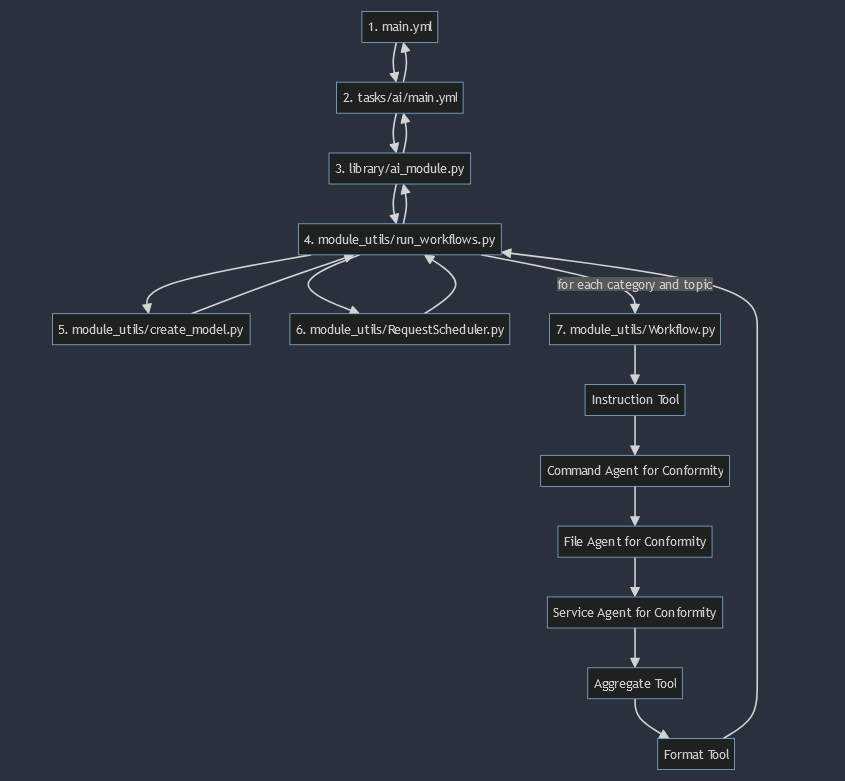 1. main.yml
2. tasks/ai/main.yml
3. library/ai_module.py
4. module_utils/run_workflows.py
for each category and topic
5. module_utils/create_model.py
6. module_utils/RequestScheduler.py
7. module_utils/Workflow.py
Instruction Tool
Command Agent for Conformity
File Agent for Conformity
Service Agent for Conformity
Aggregate Tool
Format Tool